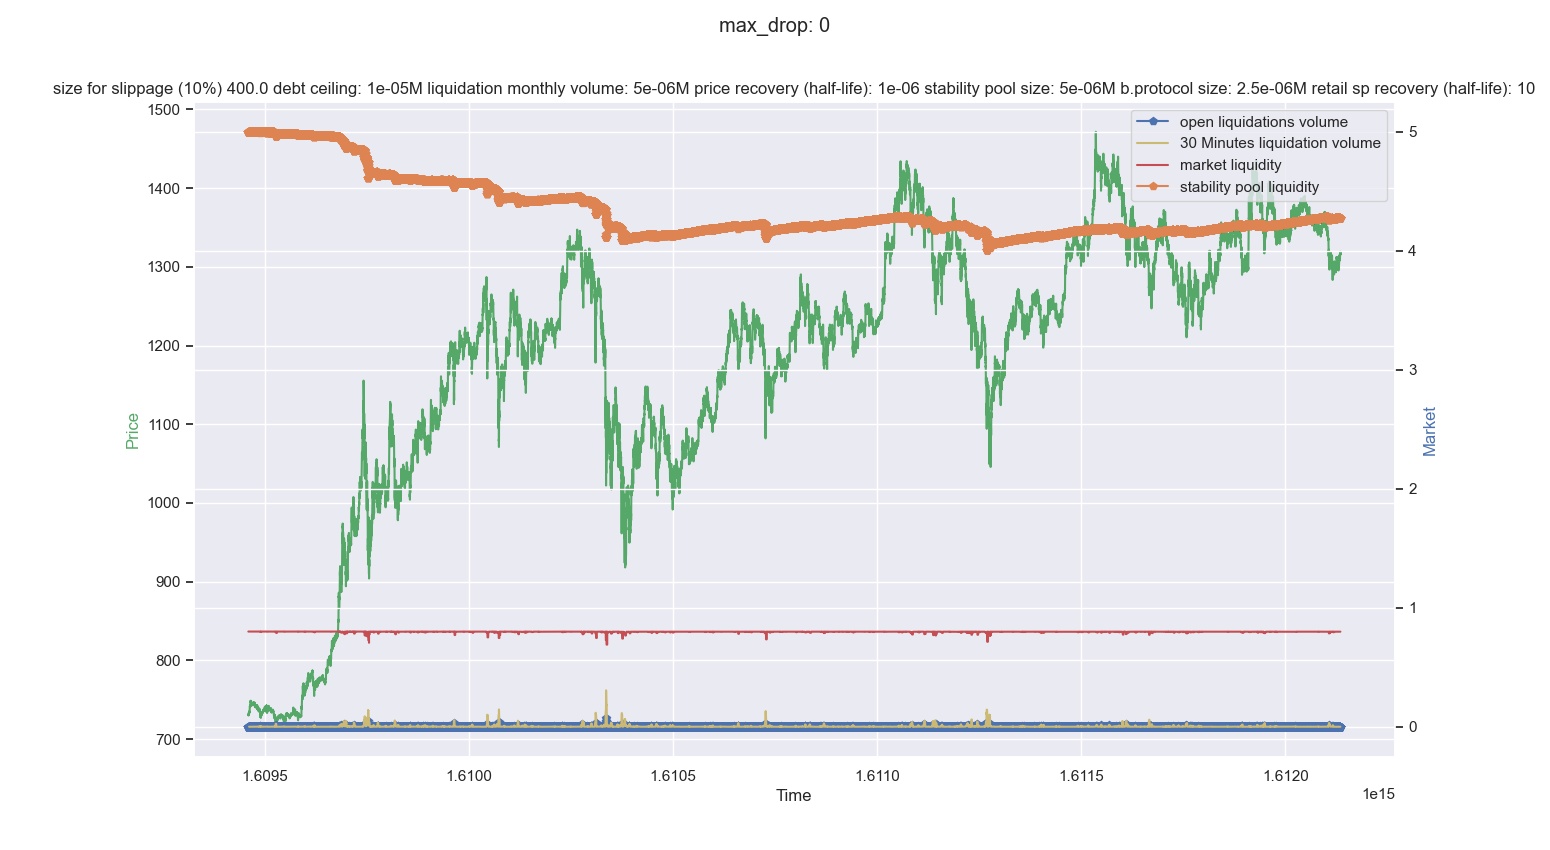 max_drop: 0
size for slippage (10%) 400.0 debt ceiling: 1e-05M liquidation monthly volume: 5e-06M price recovery (half-life): 1e-06 stability pool size: 5e-06M b.protocol size: 2.5e-06M retail sp recovery (half-life): 10
open liquidations volume
30 Minutes liquidation volume
market liquidity
stability pool liquidity
1500
1400
1300
1200
1100
1000
900
800
700
Price
5
4
3
2
1
0
Market
1.6095 1.6100 1.6105 1.6110 1.6115 1.6120
Time
1e15